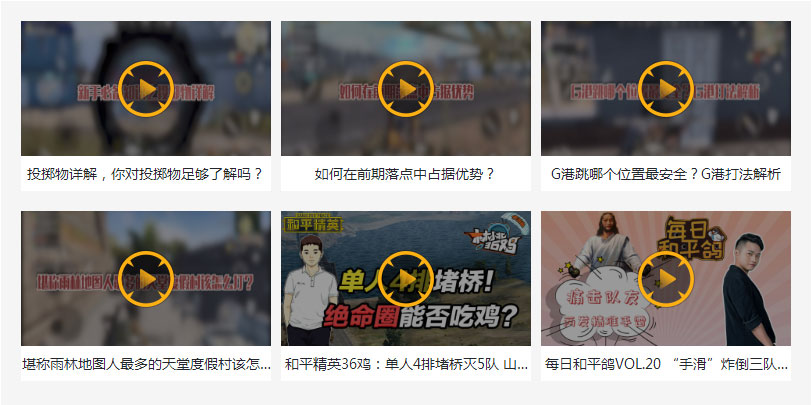 投掷物详解，你对投掷物足够了解吗？
如何在前期落点中占据优势？
G港跳哪个位置最安全？G港打法解析
和平精英
单人4排堵桥!
绝命圈能否吃鸡?
每日
和平鸽
痛击队友
堪称雨林地图人最多的天堂度假村该怎...
和平精英36鸡：单人4排堵桥灭5队 山...
每日和平鸽VOL.20 “手滑”炸倒三队...